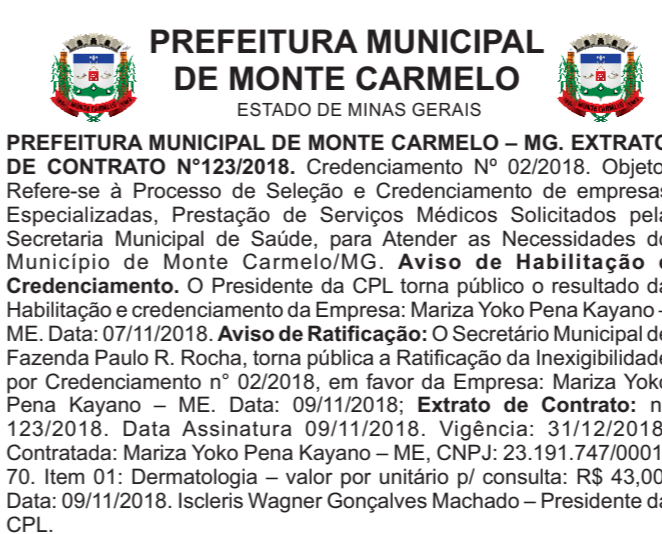 PREFEITURA MUNICIPAL
DE MONTE CARMELO
ESTADO DE MINAS GERAIS
PREFEITURA MUNICIPAL DE MONTE CARMELO – MG. EXTRATO
DE CONTRATO N°123/2018. Credenciamento Nº 02/2018. Objeto
Refere-se à Processo de Seleção e Credenciamento de empresas
Especializadas, Prestação de Serviços Médicos Solicitados pela
Secretaria Municipal de Saúde, para Atender as Necessidades do
Município de Monte Carmelo/MG. Aviso de Habilitação e
Credenciamento. O Presidente da CPL torna público o resultado da
Habilitação e credenciamento da Empresa: Mariza Yoko Pena Kayano -
ME. Data: 07/11/2018. Aviso de Ratificação: O Secretário Municipal de
Fazenda Paulo R. Rocha, torna pública a Ratificação da Inexigibilidade
por Credenciamento n° 02/2018, em favor da Empresa: Mariza Yoko
Pena Kayano – ME. Data: 09/11/2018; Extrato de Contrato: n
123/2018. Data Assinatura 09/11/2018. Vigência: 31/12/2018
Contratada: Mariza Yoko Pena Kayano – ME, CNPJ: 23.191.747/0001
70. Item 01: Dermatologia – valor por unitário p/ consulta: R$ 43,00
Data: 09/11/2018. Iscleris Wagner Gonçalves Machado – Presidente da
CPL.